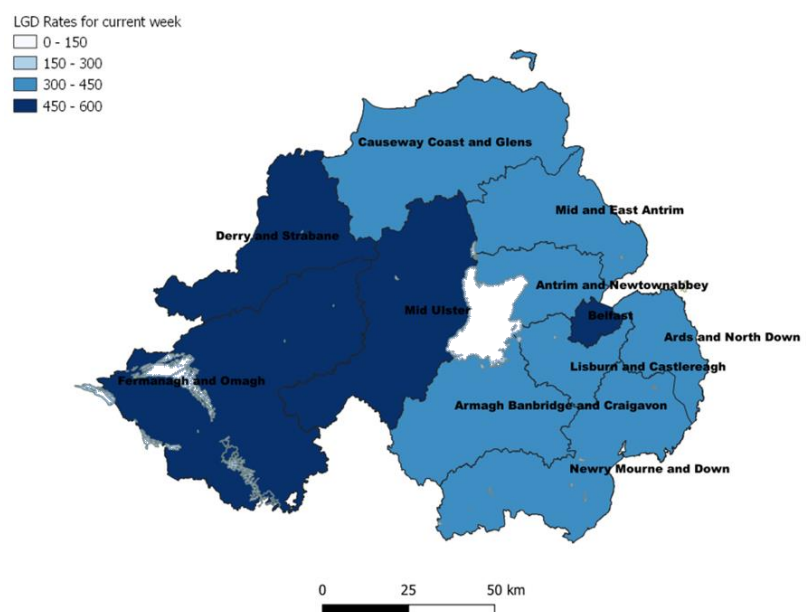 LGD Rates for current week
0 - 150
150 - 300
300 - 450
450 - 600
Causeway Coast and Glens
Mid and East Antrim
Derry and Strabane
Antrim and Newtownabbey
Mid Ulster
Belfast
Ards and North Down
Lisburn and Castlereagh
Fermanagh and Omagh
Armagh Banbridge and Craigavon
Newry Mourne and Down
0 25 50 km